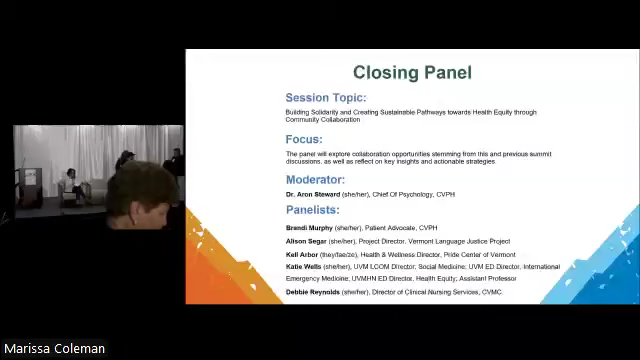 Closing Panel
Session Topic:
Building Solidarity and Creating Sustainable Pathways towards Health Equity through
Community Collaboration
Focus:
The panel will explore collaboration opportunities stemming from this and previous summit
discussions, as well as reflect on key insights and actionable strategies
Moderator:
Dr. Aron Steward (she/her), Chief Of Psychology, CVPH
Panelists:
Brandi Murphy (she/her), Patient Advocate, CVPH
Alison Segar (she/her), Project Director, Vermont Language Justice Project
Kell Arbor (they/fae/ze), Health & Wellness Director, Pride Center of Vermont
Katie Wells (she/her), UVM LCOM Director, Social Medicine; UVM ED Director, International
Emergency Medicine; UVMHN ED Director, Health Equity; Assistant Professor
Debbie Reynolds (she/her), Director of Clinical Nursing Services, CVMC
Marissa Coleman